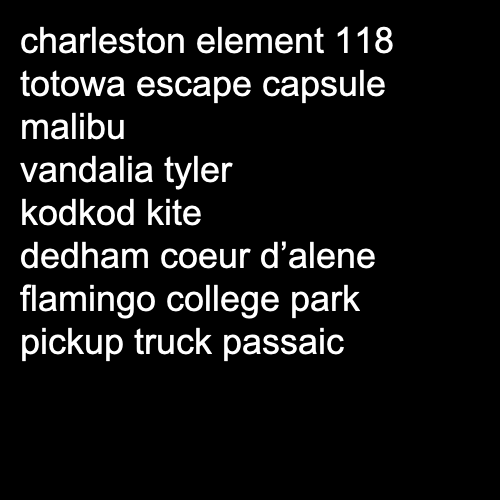 charleston element 118
totowa escape capsule
malibu
vandalia tyler
kodkod kite
dedham coeur d’alene
flamingo college park
pickup truck passaic